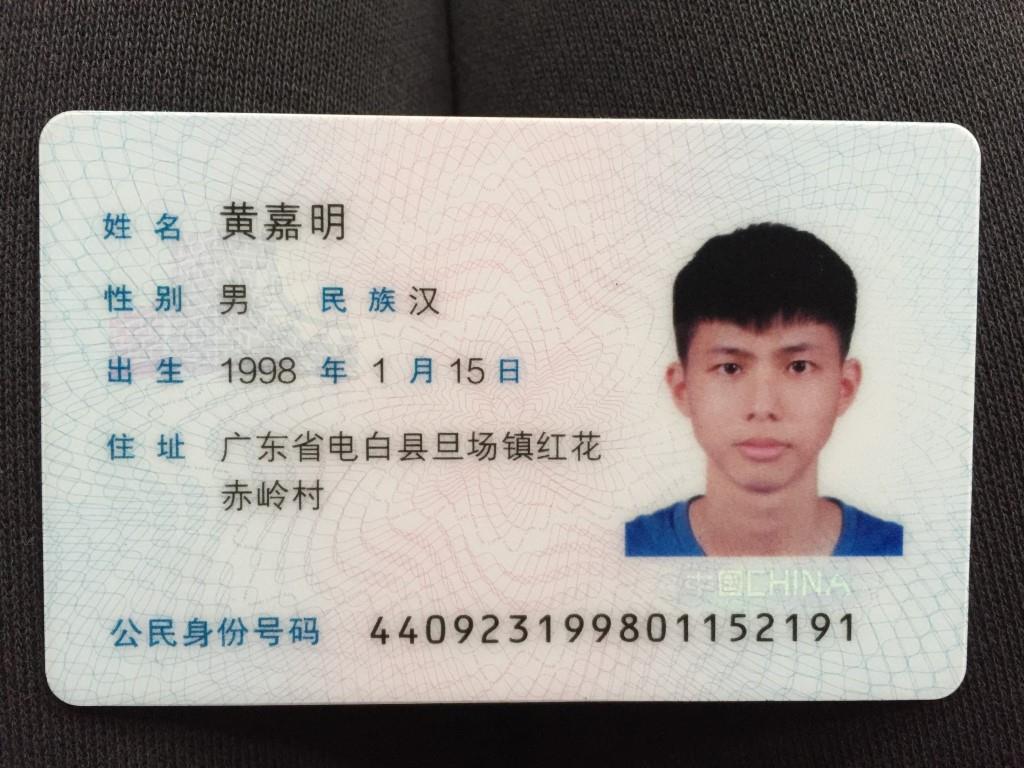 姓名 黄嘉明
性别 男 民族 汉
出生 1998 年 1 月 15 日
住址 广东省电白县旦场镇红花
赤岭村
中国CHINA
公民身份号码 440923199801152191